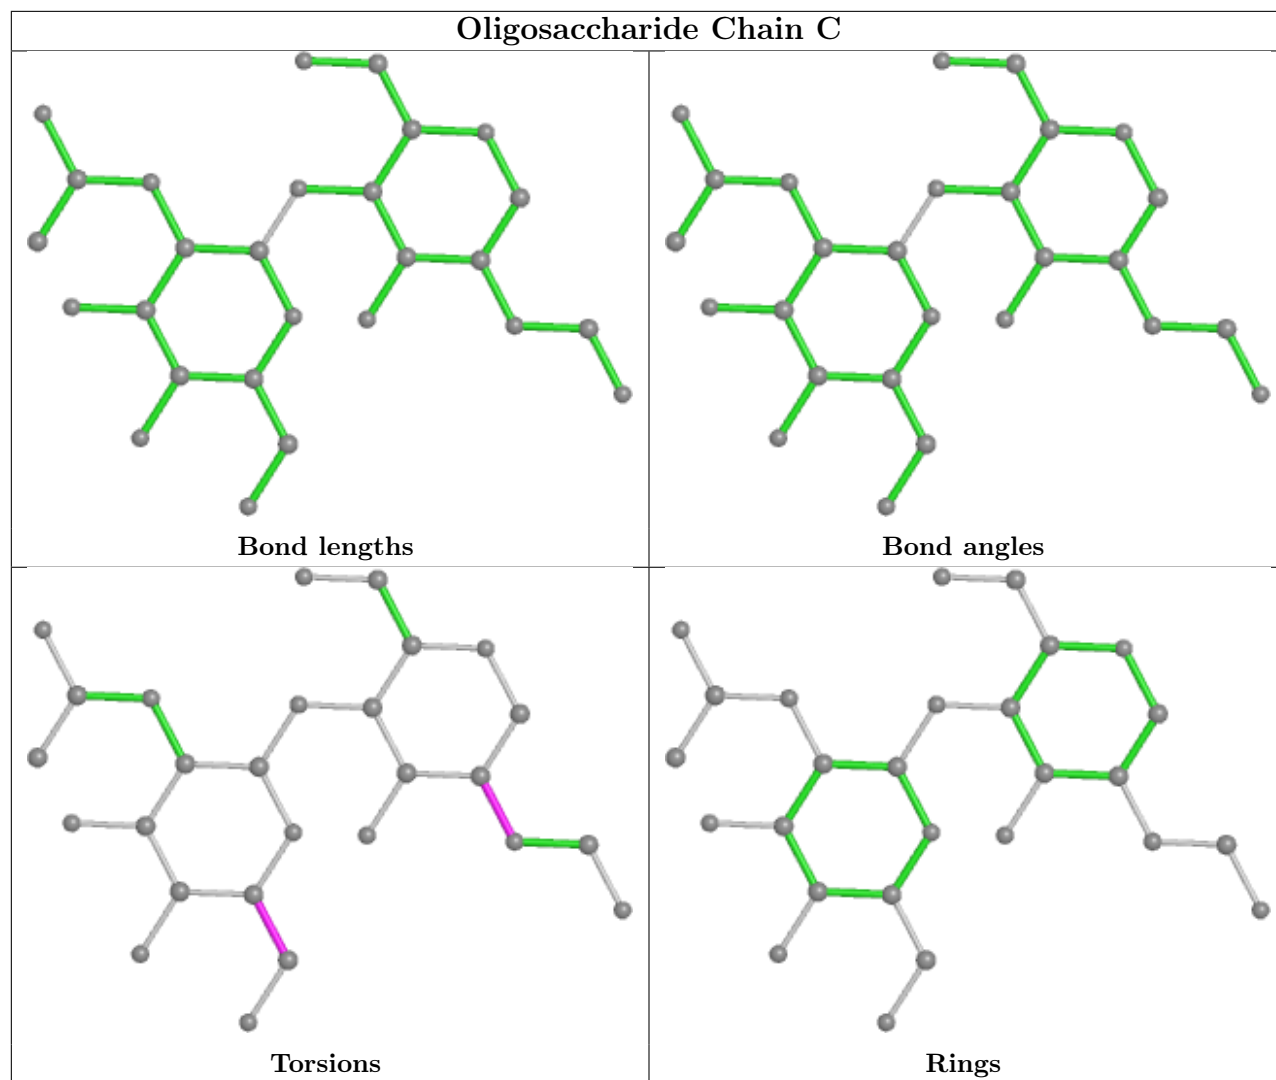 Oligosaccharide Chain C
Bond lengths
Bond angles
Torsions
Rings